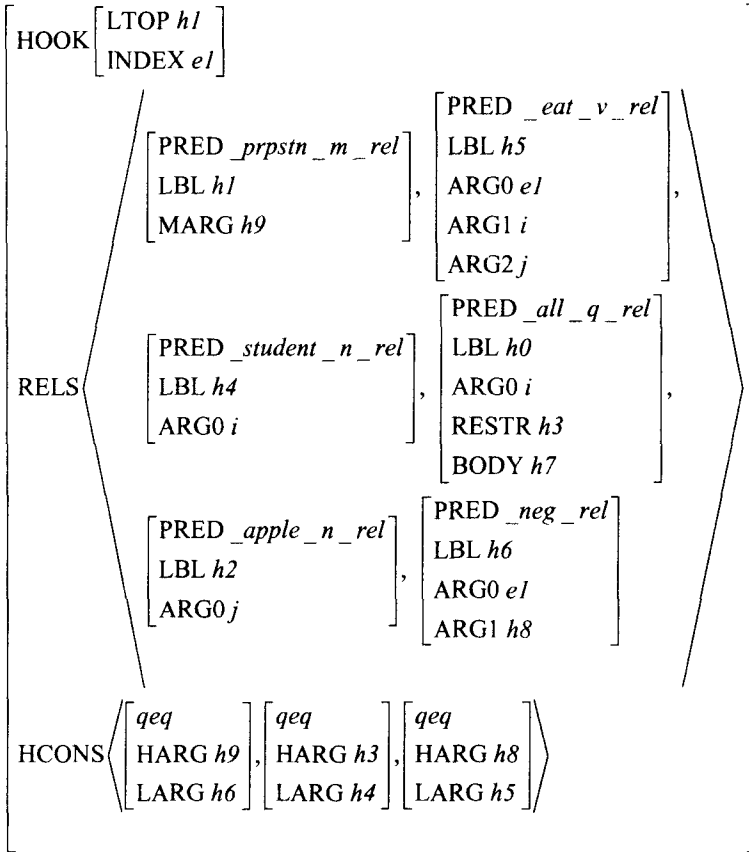 HOOK [LTOP h1
INDEX e1]
RELS
[PRED _prpstn_m_rel
LBL h1
MARG h9],
[PRED _eat_v_rel
LBL h5
ARG0 e1
ARG1 i
ARG2 j],
[PRED _student_n_rel
LBL h4
ARG0 i],
[PRED _all_q_rel
LBL h0
ARG0 i
RESTR h3
BODY h7],
[PRED _apple_n_rel
LBL h2
ARG0 j],
[PRED _neg_rel
LBL h6
ARG0 e1
ARG1 h8]
HCONS
[qeq
HARG h9
LARG h6],
[qeq
HARG h3
LARG h4],
[qeq
HARG h8
LARG h5]